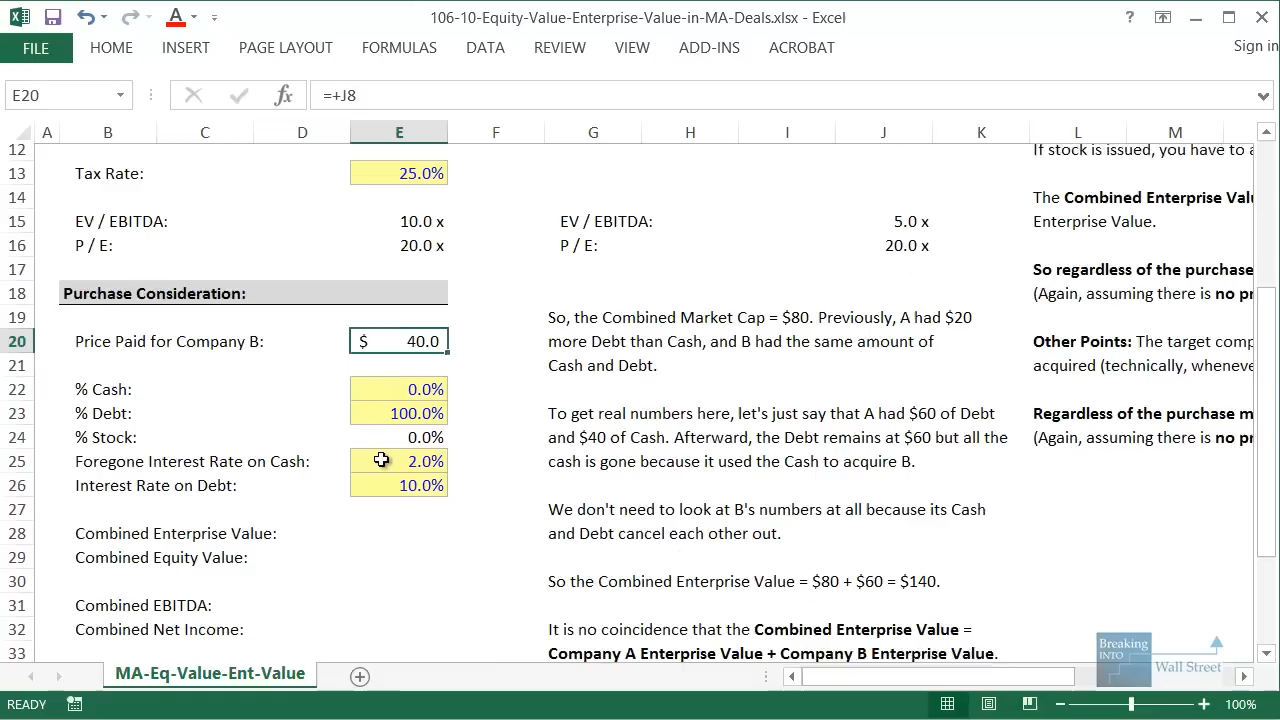 106-10-Equity-Value-Enterprise-Value-in-MA-Deals.xlsx - Excel
FILE HOME INSERT PAGE LAYOUT FORMULAS DATA REVIEW VIEW ADD-INS ACROBAT Sign in
E20 =+J8
A B C D E F G H I J K L M
12 If stock is issued, you have to a
13 Tax Rate: 25.0%
14 The Combined Enterprise Valu
15 EV / EBITDA: 10.0 x EV / EBITDA: 5.0 x Enterprise Value.
16 P / E: 20.0 x P / E: 20.0 x
17 So regardless of the purchase
18 Purchase Consideration: (Again, assuming there is no pr
19 So, the Combined Market Cap = $80. Previously, A had $20
20 Price Paid for Company B: $ 40.0 more Debt than Cash, and B had the same amount of Other Points: The target comp
21 Cash and Debt. acquired (technically, wheneve
22 % Cash: 0.0%
23 % Debt: 100.0% To get real numbers here, let's just say that A had $60 of Debt Regardless of the purchase m
24 % Stock: 0.0% and $40 of Cash. Afterward, the Debt remains at $60 but all the (Again, assuming there is no pr
25 Foregone Interest Rate on Cash: 2.0% cash is gone because it used the Cash to acquire B.
26 Interest Rate on Debt: 10.0%
27 We don't need to look at B's numbers at all because its Cash
28 Combined Enterprise Value: and Debt cancel each other out.
29 Combined Equity Value:
30 So the Combined Enterprise Value = $80 + $60 = $140.
31 Combined EBITDA:
32 Combined Net Income: It is no coincidence that the Combined Enterprise Value =
33 Company A Enterprise Value + Company B Enterprise Value.
Breaking
INTO
Wall Street
MA-Eq-Value-Ent-Value
READY 100%